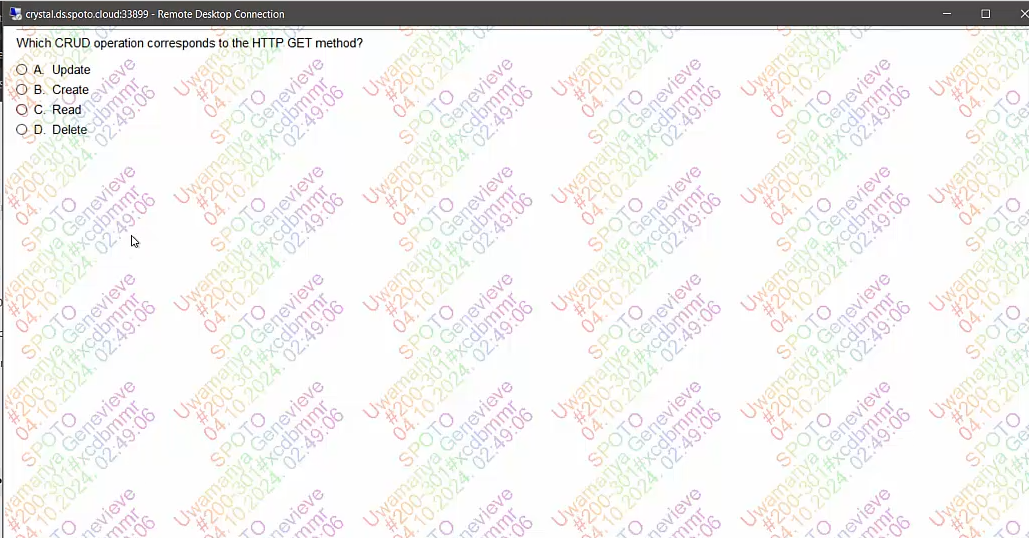 crystal.ds.spoto.cloud:33899 - Remote Desktop Connection
Which CRUD operation corresponds to the HTTP GET method?
A. Update
B. Create
C. Read
D. Delete
SPOTO
Uwamanya Genevieve
#200-301#xcdbmmr
04.10.2024. 02:49:06